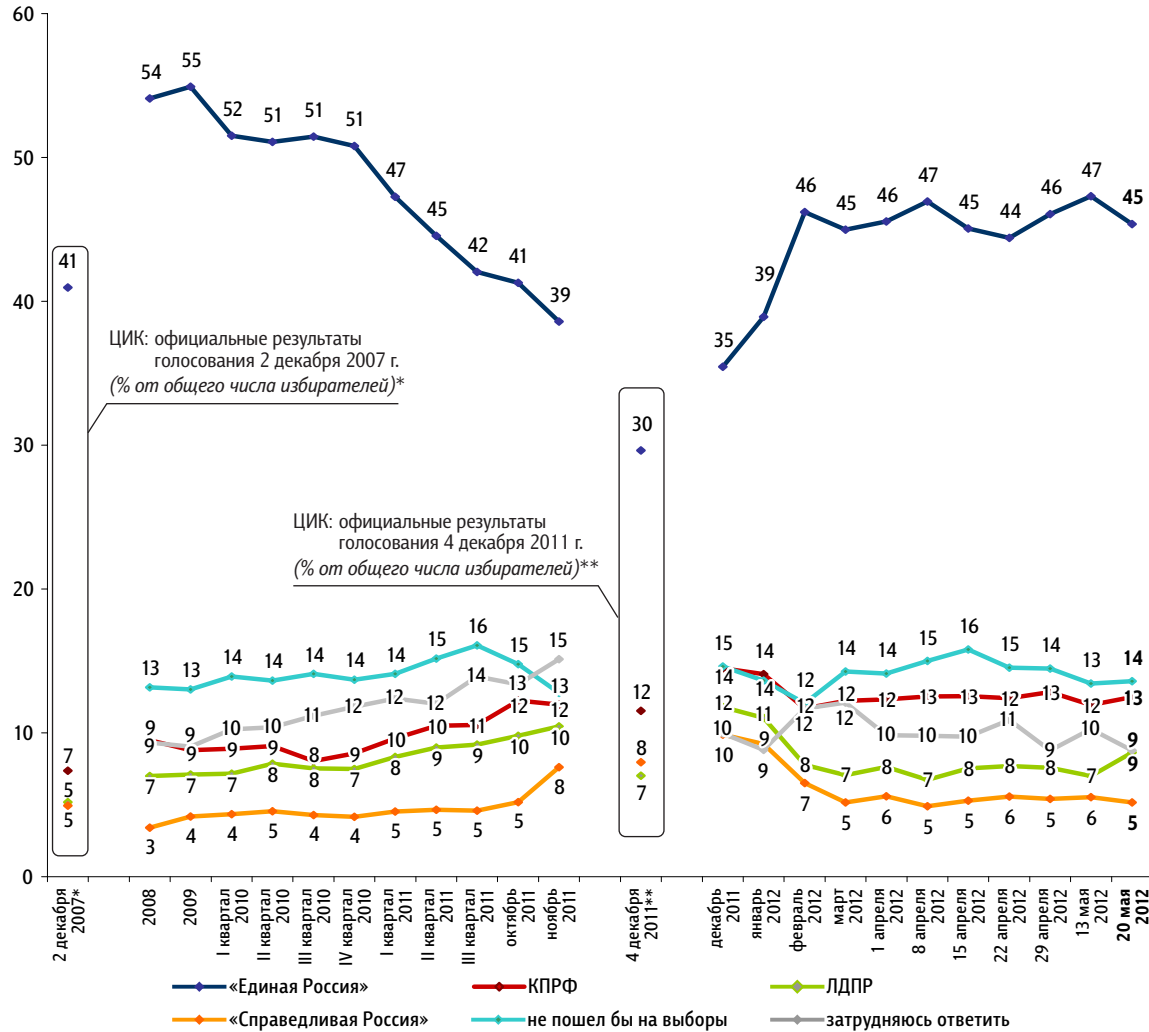 60
50
40
30
20
10
0
54 55 52 51 51 51 47 45 42 41 39
41
46 45 46 47 45 44 46 47 45
39
35
ЦИК: официальные результаты
голосования 2 декабря 2007 г.
(% от общего числа избирателей)*
30
ЦИК: официальные результаты
голосования 4 декабря 2011 г.
(% от общего числа избирателей)**
13 13 14 14 14 14 14 15 16 15 13
9 9 10 10 11 12 12 12 14 13 15
9 9 9 9 8 9 10 10 11 12 12
7 7 7 8 8 7 8 9 9 10 10
3 4 4 5 4 4 5 5 5 5 8
7
5
5
12
8
7
15 14 12 14 14 15 16 15 14 13 14
14 14 12 12 12 13 13 12 13 12 13
10 9 12 12 10 10 10 11 9 10 9
12 11 8 7 8 7 8 8 8 7 9
10 9 7 5 6 5 5 6 5 6 5
2 декабря
2007*
2008
2009
I квартал
2010
II квартал
2010
III квартал
2010
IV квартал
2010
I квартал
2011
II квартал
2011
III квартал
2011
октябрь
2011
ноябрь
2011
4 декабря
2011**
декабрь
2011
январь
2012
февраль
2012
март
2012
1 апреля
2012
8 апреля
2012
15 апреля
2012
22 апреля
2012
29 апреля
2012
13 мая
2012
20 мая
2012
«Единая Россия» КПРФ ЛДПР
«Справедливая Россия» не пошел бы на выборы затрудняюсь ответить